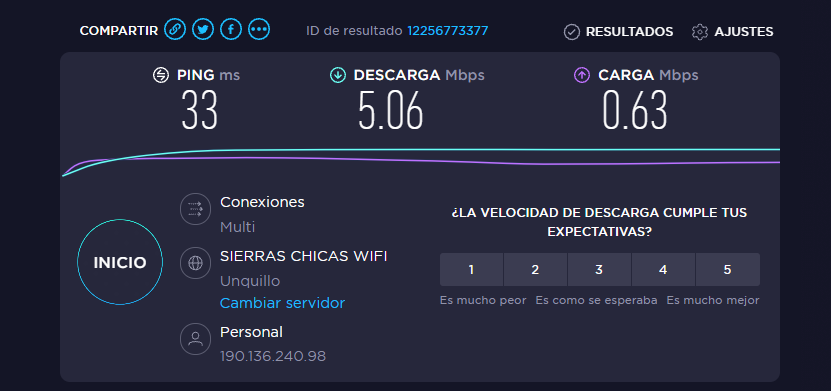 COMPARTIR
ID de resultado 12256773377
RESULTADOS
AJUSTES
PING ms
33
DESCARGA Mbps
5.06
CARGA Mbps
0.63
INICIO
Conexiones
Multi
SIERRAS CHICAS WIFI
Unquillo
Cambiar servidor
Personal
190.136.240.98
¿LA VELOCIDAD DE DESCARGA CUMPLE TUS
EXPECTATIVAS?
1 2 3 4 5
Es mucho peor Es como se esperaba Es mucho mejor